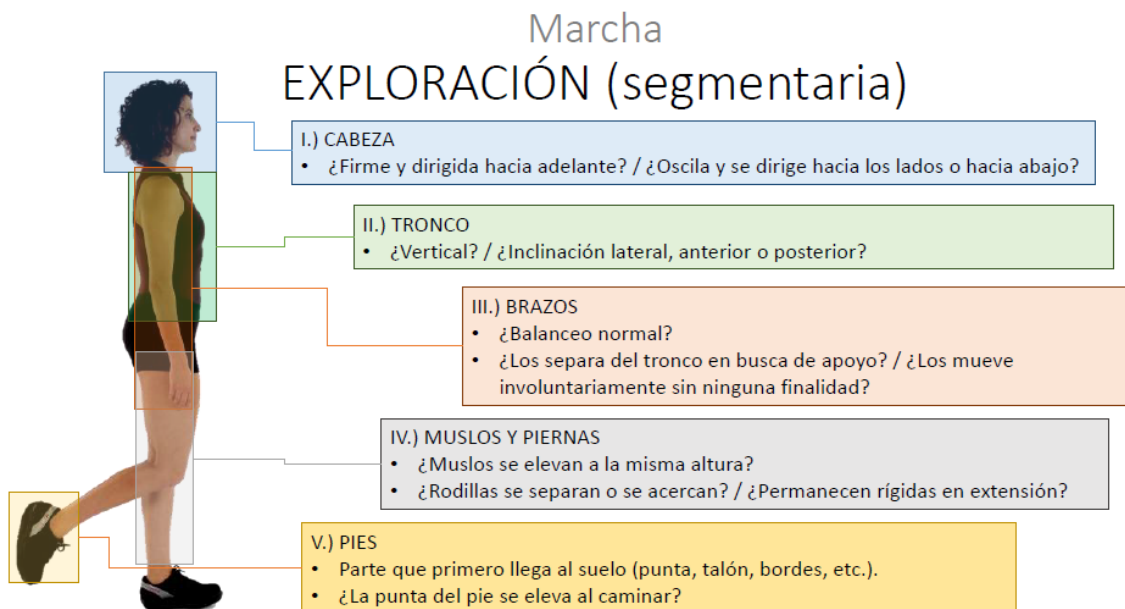 Marcha
EXPLORACIÓN (segmentaria)
I.) CABEZA
• ¿Firme y dirigida hacia adelante? / ¿Oscila y se dirige hacia los lados o hacia abajo?
II.) TRONCO
• ¿Vertical? / ¿Inclinación lateral, anterior o posterior?
III.) BRAZOS
• ¿Balanceo normal?
• ¿Los separa del tronco en busca de apoyo? / ¿Los mueve
involuntariamente sin ninguna finalidad?
IV.) MUSLOS Y PIERNAS
• ¿Muslos se elevan a la misma altura?
• ¿Rodillas se separan o se acercan? / ¿Permanecen rígidas en extensión?
V.) PIES
• Parte que primero llega al suelo (punta, talón, bordes, etc.).
• ¿La punta del pie se eleva al caminar?